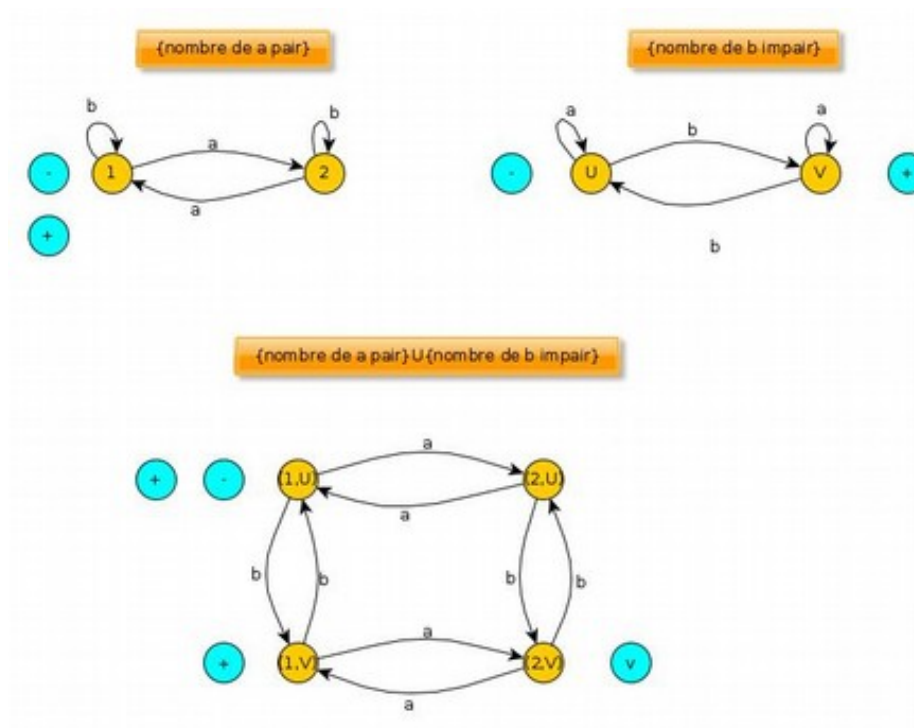 {nombre de a pair}
{nombre de b impair}
b
b
a
a
-
1
2
+
a
a
b
b
-
U
V
+
{nombre de a pair}U{nombre de b impair}
a
+
-
(1,U)
(2,U)
a
b
b
b
b
a
+
(1,V)
(2,V)
v
a